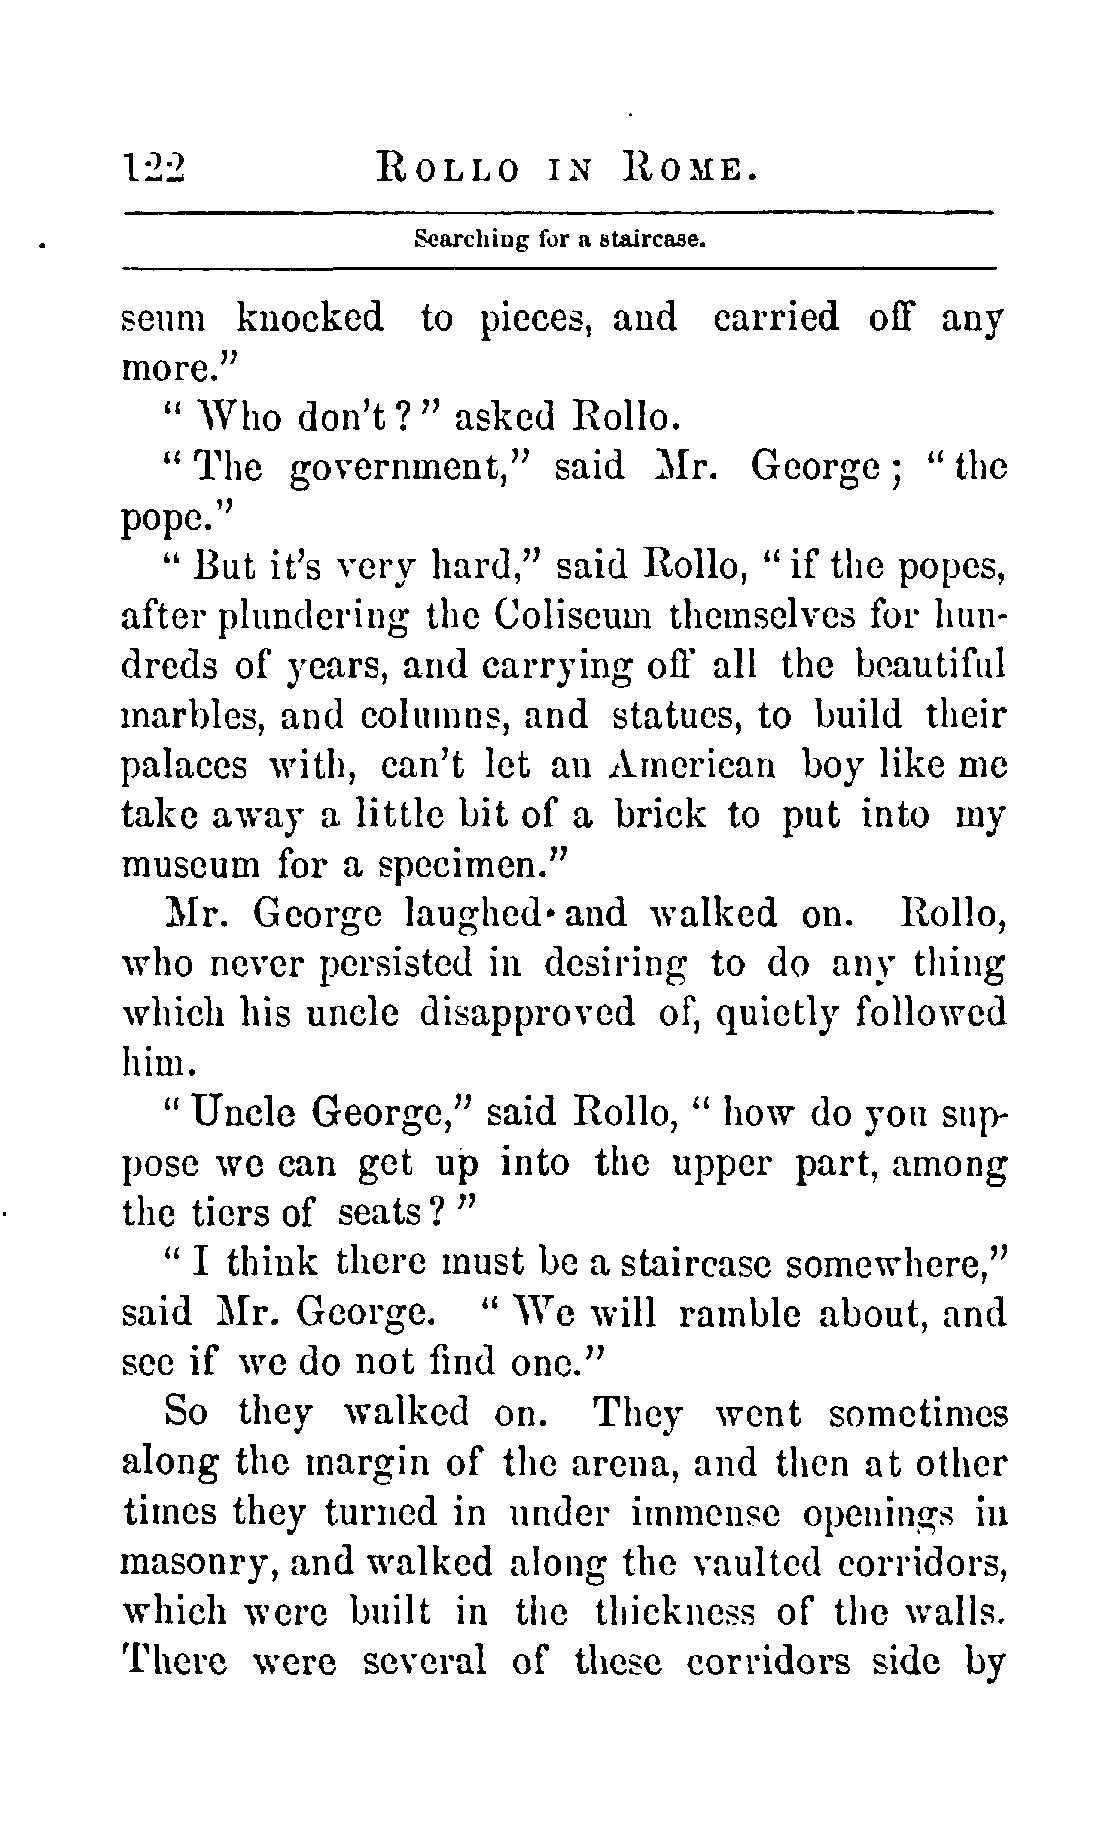 122 ROLLO IN ROME.
Searching for a staircase.
seum knocked to pieces, and carried off any
more.”
“ Who don’t ? ” asked Rollo.
“ The government,” said Mr. George ; “ the
pope.”
“ But it’s very hard,” said Rollo, “ if the popes,
after plundering the Coliseum themselves for hun-
dreds of years, and carrying off all the beautiful
marbles, and columns, and statues, to build their
palaces with, can’t let an American boy like me
take away a little bit of a brick to put into my
museum for a specimen.”
Mr. George laughed and walked on. Rollo,
who never persisted in desiring to do any thing
which his uncle disapproved of, quietly followed
him.
“ Uncle George,” said Rollo, “ how do you sup-
pose we can get up into the upper part, among
the tiers of seats ? ”
“ I think there must be a staircase somewhere,”
said Mr. George. “ We will ramble about, and
see if we do not find one.”
So they walked on. They went sometimes
along the margin of the arena, and then at other
times they turned in under immense openings in
masonry, and walked along the vaulted corridors,
which were built in the thickness of the walls.
There were several of these corridors side by